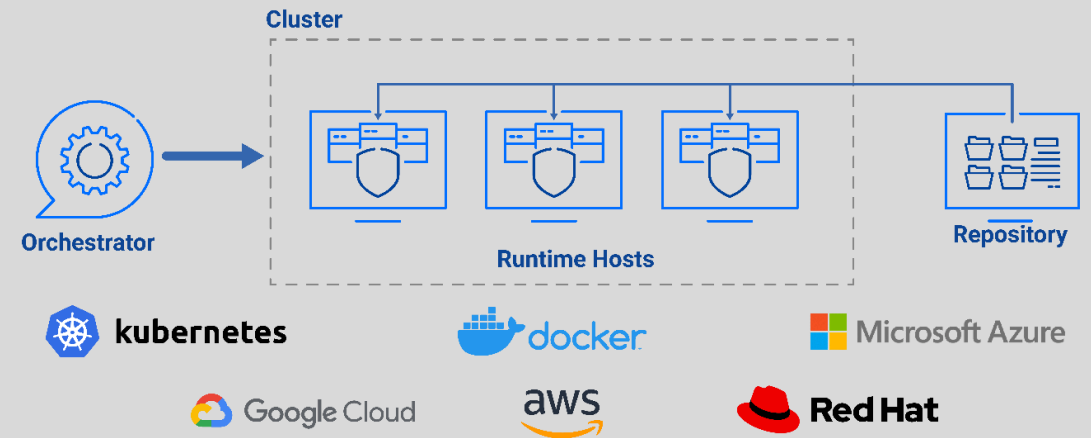 Cluster
Orchestrator
Runtime Hosts
Repository
kubernetes
docker
Microsoft Azure
Google Cloud
aws
Red Hat